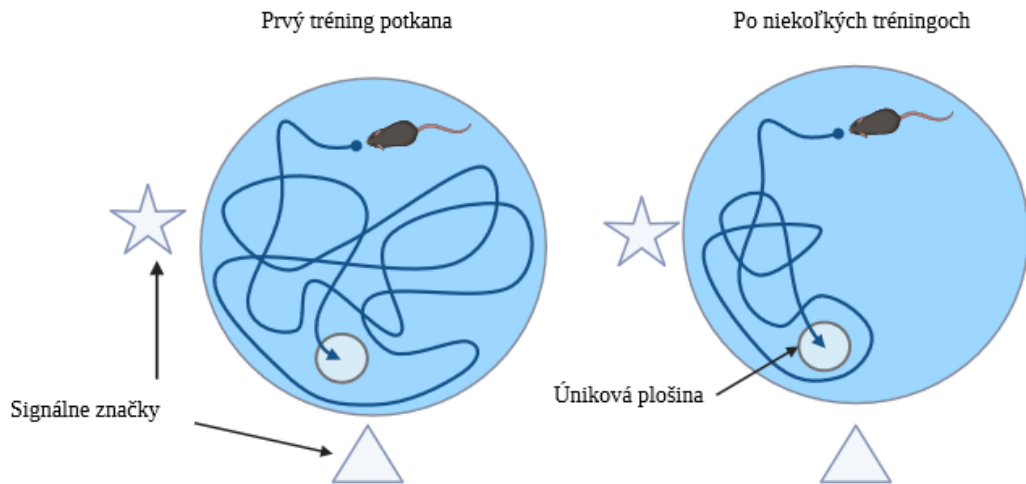 Prvý tréning potkana
Po niekoľkých tréningoch
Úniková plošina
Signálne značky